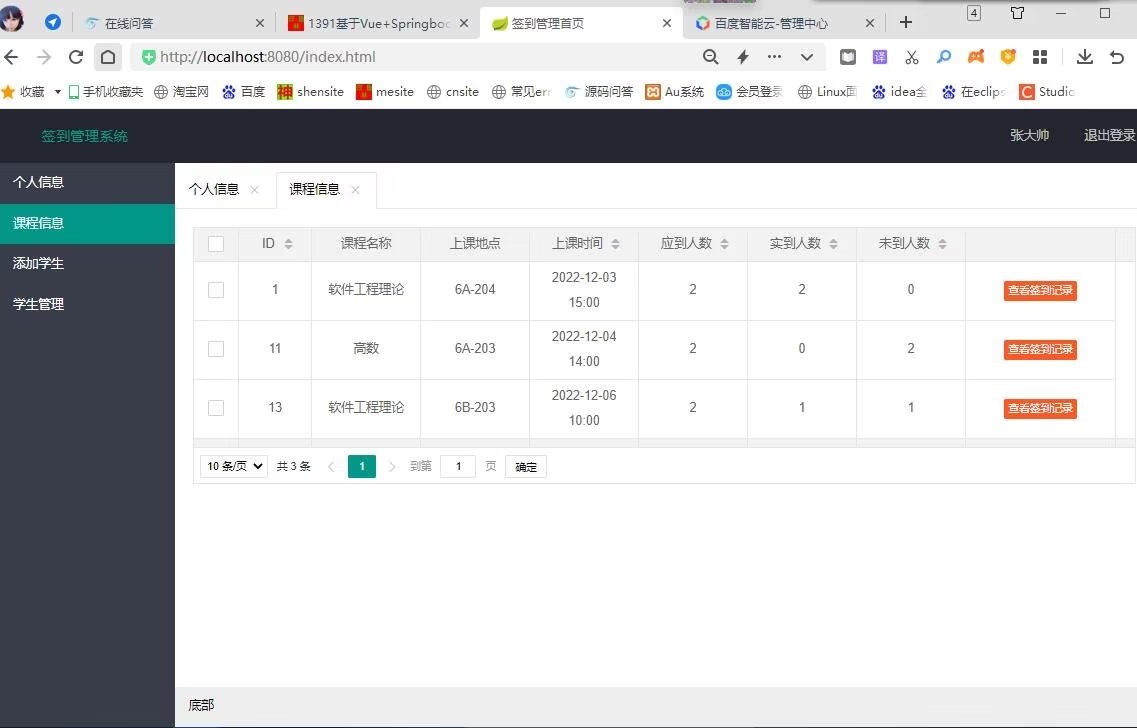 在线问答
1391基于Vue+Springboo
签到管理首页
百度智能云-管理中心
4
http://localhost:8080/index.html
译
收藏 手机收藏夹 淘宝网 百度 神 shensite mesite cnsite 常见err 源码问答 Au系统 会员登录 Linux面 idea全 在eclips C Studio
签到管理系统 张大帅 退出登录
个人信息
课程信息
添加学生
学生管理
个人信息 课程信息
ID 课程名称 上课地点 上课时间 应到人数 实到人数 未到人数
1 软件工程理论 6A-204 2022-12-03 15:00 2 2 0 查看签到记录
11 高数 6A-203 2022-12-04 14:00 2 0 2 查看签到记录
13 软件工程理论 6B-203 2022-12-06 10:00 2 1 1 查看签到记录
10 条/页 共 3 条 1 到第 1 页 确定
底部